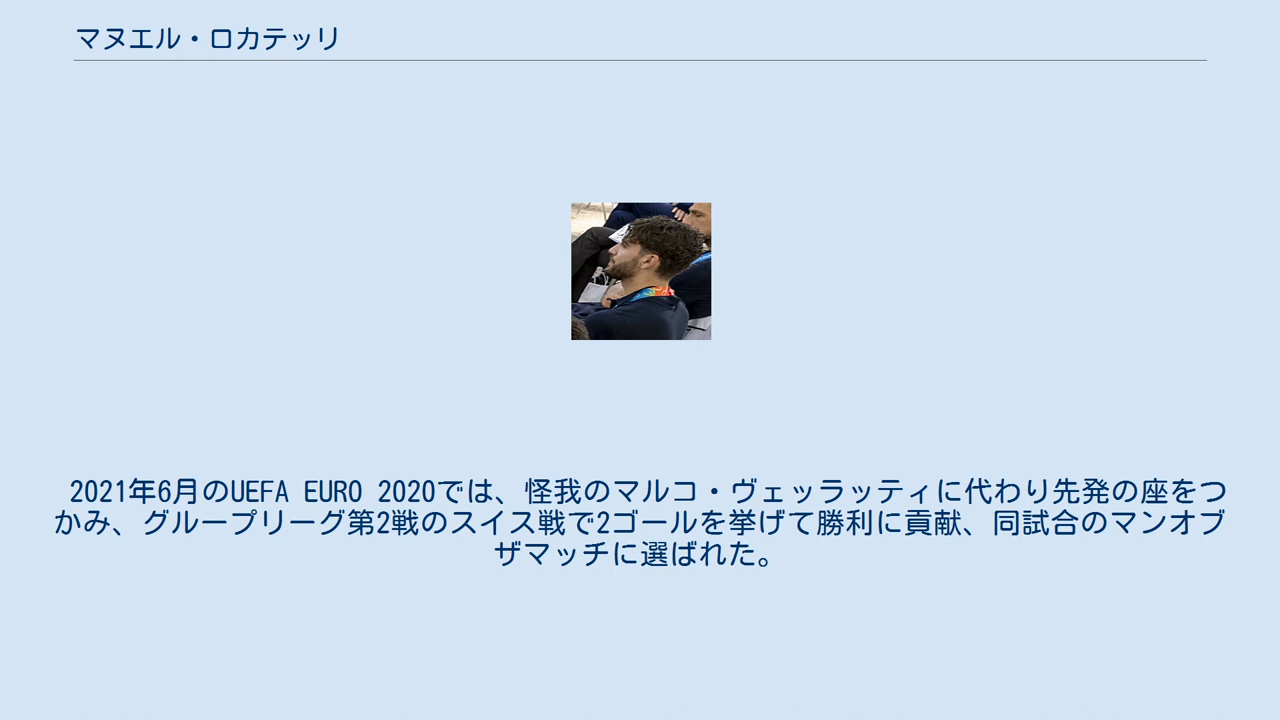 マヌエル・ロカテッリ
2021年6月のUEFA EURO 2020では、怪我のマルコ・ヴェッラッティに代わり先発の座をつ
かみ、グループリーグ第2戦のスイス戦で2ゴールを挙げて勝利に貢献、同試合のマンオブ
ザマッチに選ばれた。